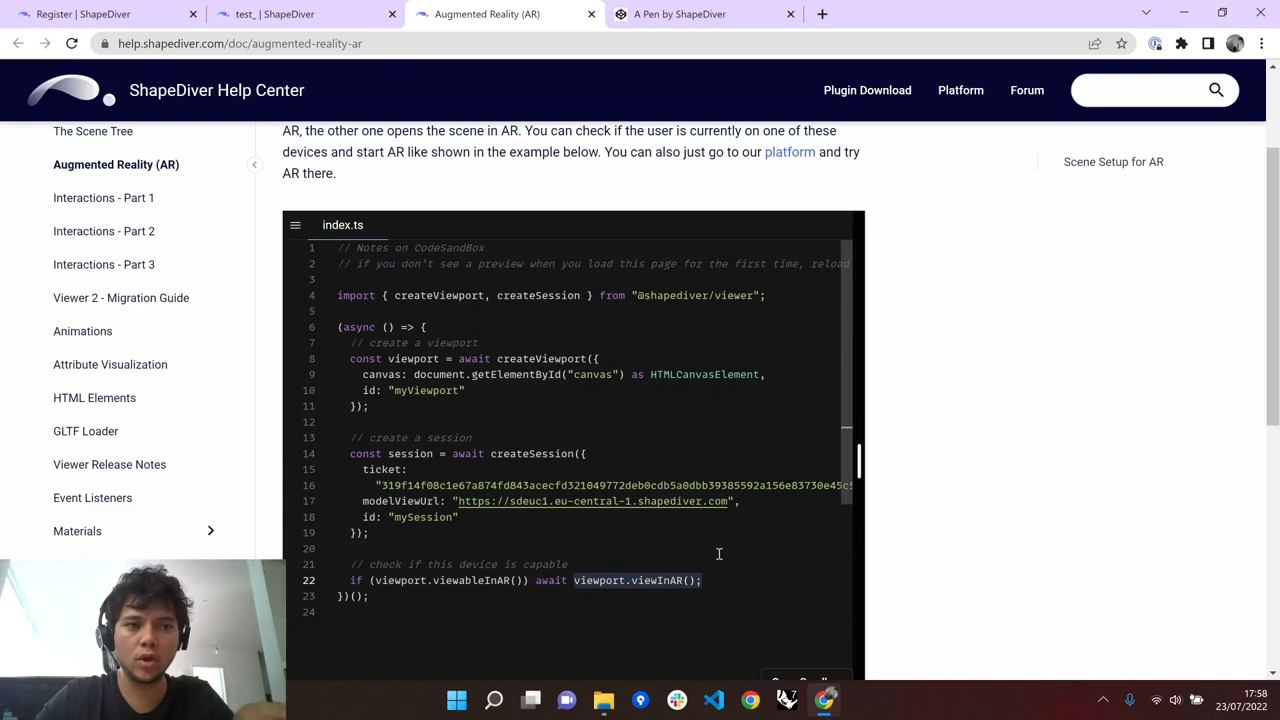 Register | ShapeDiver
test_ | ShapeDiver
Augmented Reality (AR)
A Pen by ShapeDiver
help.shapediver.com/doc/augmented-reality-ar
ShapeDiver Help Center
Plugin Download
Platform
Forum
The Scene Tree
Augmented Reality (AR)
Interactions - Part 1
Interactions - Part 2
Interactions - Part 3
Viewer 2 - Migration Guide
Animations
Attribute Visualization
HTML Elements
GLTF Loader
Viewer Release Notes
Event Listeners
Materials
AR, the other one opens the scene in AR. You can check if the user is currently on one of these
devices and start AR like shown in the example below. You can also just go to our platform and try
AR there.
Scene Setup for AR
index.ts
1 // Notes on CodeSandBox
2 // if you don't see a preview when you load this page for the first time, reload
3
4 import { createViewport, createSession } from "@shapediver/viewer";
5
6 (async () => {
7 // create a viewport
8 const viewport = await createViewport({
9 canvas: document.getElementById("canvas") as HTMLCanvasElement,
10 id: "myViewport"
11 });
12
13 // create a session
14 const session = await createSession({
15 ticket:
16 "319f14f08c1e67a874fd843acecfd321049772deb0cdb5a0dbb39385592a156e83730e45c5
17 modelViewUrl: "https://sdeuc1.eu-central-1.shapediver.com",
18 id: "mySession"
19 });
20
21 // check if this device is capable
22 if (viewport.viewableInAR()) await viewport.viewInAR();
23 })();
24
17:58
23/07/2022